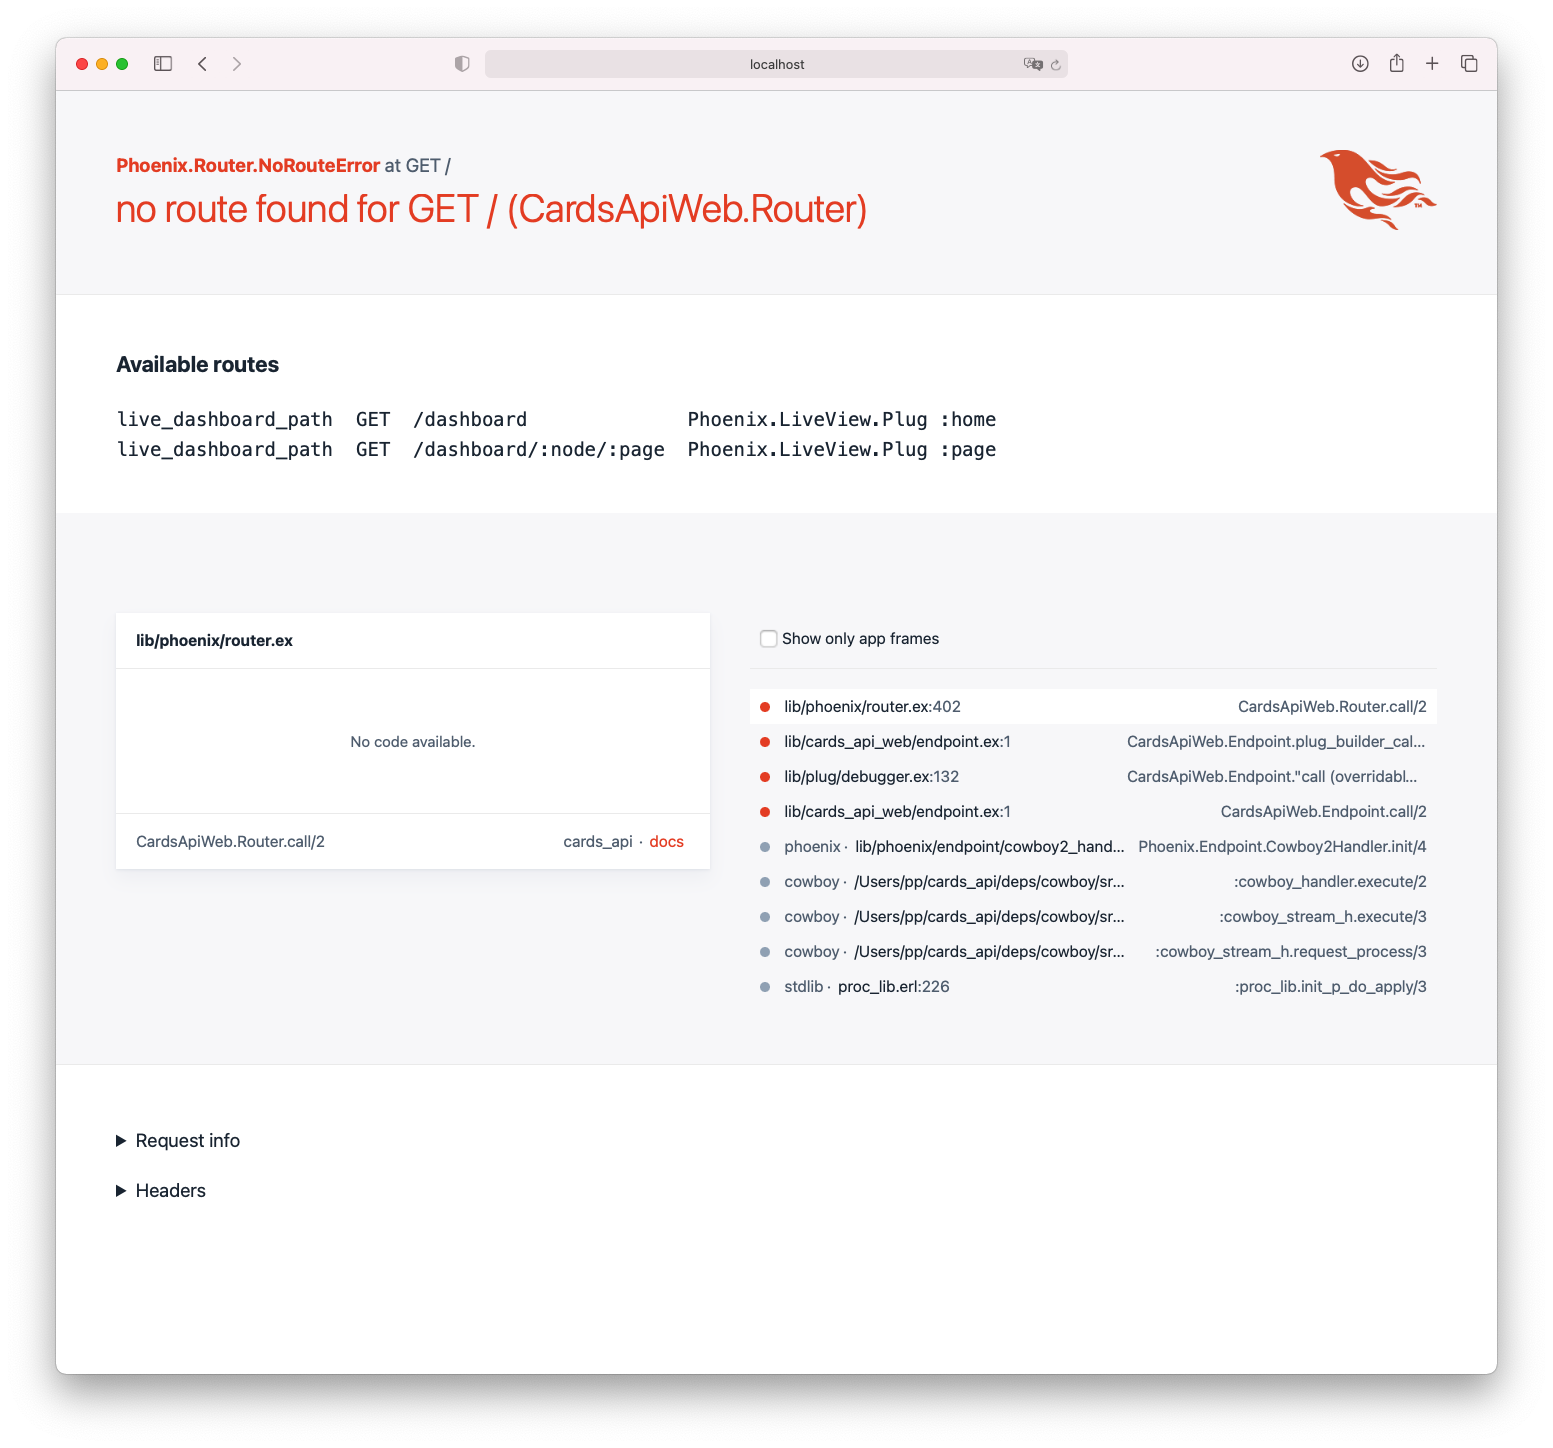 localhost
Phoenix.Router.NoRouteError at GET /
no route found for GET / (CardsApiWeb.Router)
TM
Available routes
live_dashboard_path  GET  /dashboard              Phoenix.LiveView.Plug :home
live_dashboard_path  GET  /dashboard/:node/:page  Phoenix.LiveView.Plug :page
lib/phoenix/router.ex
No code available.
CardsApiWeb.Router.call/2 cards_api · docs
Show only app frames
lib/phoenix/router.ex:402 CardsApiWeb.Router.call/2
lib/cards_api_web/endpoint.ex:1 CardsApiWeb.Endpoint.plug_builder_cal...
lib/plug/debugger.ex:132 CardsApiWeb.Endpoint."call (overridabl...
lib/cards_api_web/endpoint.ex:1 CardsApiWeb.Endpoint.call/2
phoenix · lib/phoenix/endpoint/cowboy2_hand... Phoenix.Endpoint.Cowboy2Handler.init/4
cowboy · /Users/pp/cards_api/deps/cowboy/sr... :cowboy_handler.execute/2
cowboy · /Users/pp/cards_api/deps/cowboy/sr... :cowboy_stream_h.execute/3
cowboy · /Users/pp/cards_api/deps/cowboy/sr... :cowboy_stream_h.request_process/3
stdlib · proc_lib.erl:226 :proc_lib.init_p_do_apply/3
Request info
Headers